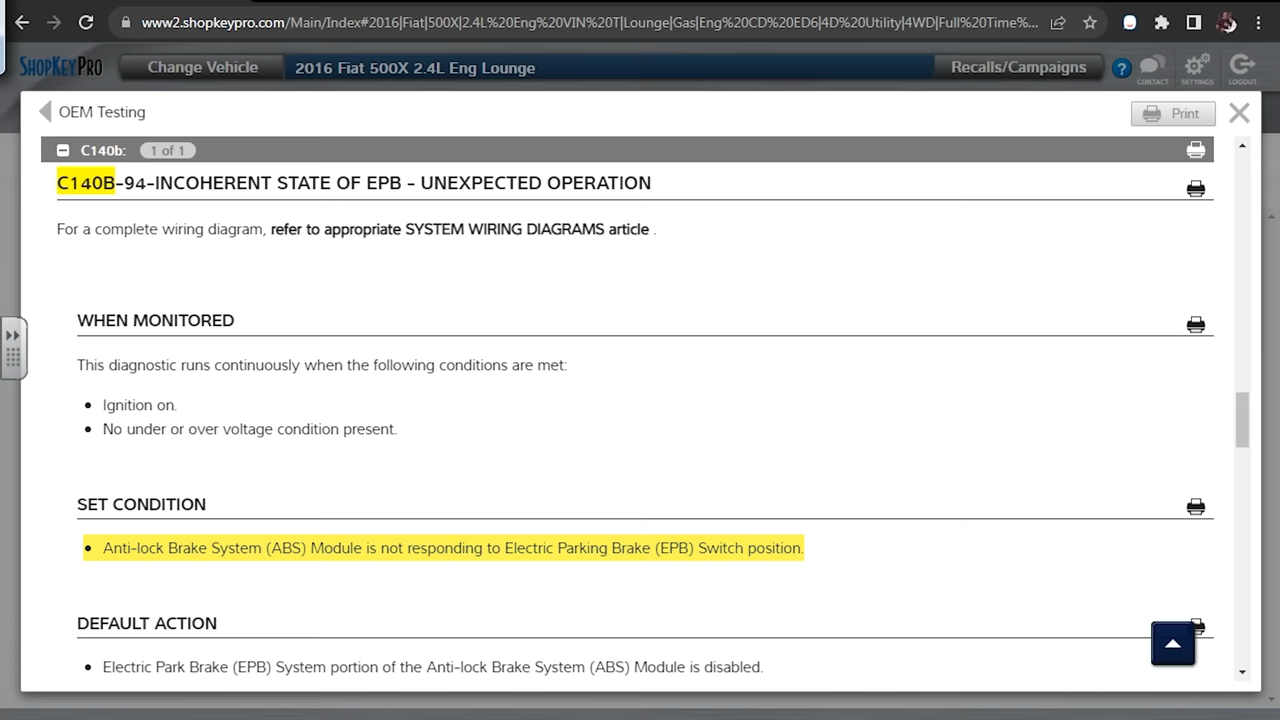 www2.shopkeypro.com/Main/Index#2016|Fiat|500X|2.4L%20Eng%20VIN%20T|Lounge|Gas|Eng%20CD%20ED6|4D%20Utility|4WD|Full%20Time%...
SHOPKEYPRO Change Vehicle 2016 Fiat 500X 2.4L Eng Lounge Recalls/Campaigns ? CONTACT SETTINGS LOGOUT
OEM Testing Print
C140b: 1 of 1
C140B-94-INCOHERENT STATE OF EPB - UNEXPECTED OPERATION
For a complete wiring diagram, refer to appropriate SYSTEM WIRING DIAGRAMS article .
WHEN MONITORED
This diagnostic runs continuously when the following conditions are met:
• Ignition on.
• No under or over voltage condition present.
SET CONDITION
• Anti-lock Brake System (ABS) Module is not responding to Electric Parking Brake (EPB) Switch position.
DEFAULT ACTION
• Electric Park Brake (EPB) System portion of the Anti-lock Brake System (ABS) Module is disabled.